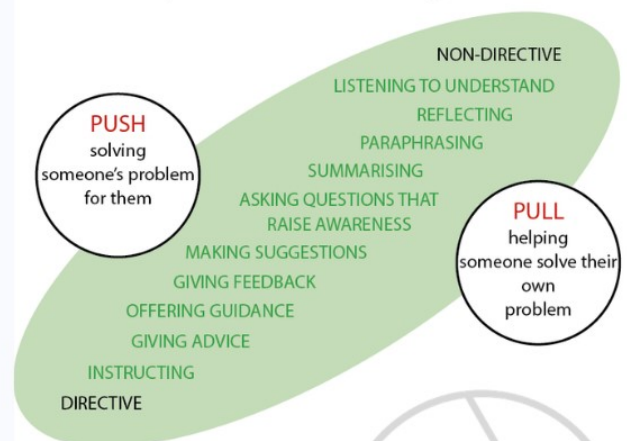 NON-DIRECTIVE
LISTENING TO UNDERSTAND
REFLECTING
PARAPHRASING
SUMMARISING
ASKING QUESTIONS THAT
RAISE AWARENESS
MAKING SUGGESTIONS
GIVING FEEDBACK
OFFERING GUIDANCE
GIVING ADVICE
INSTRUCTING
DIRECTIVE
PUSH
solving
someone's problem
for them
PULL
helping
someone solve their
own
problem